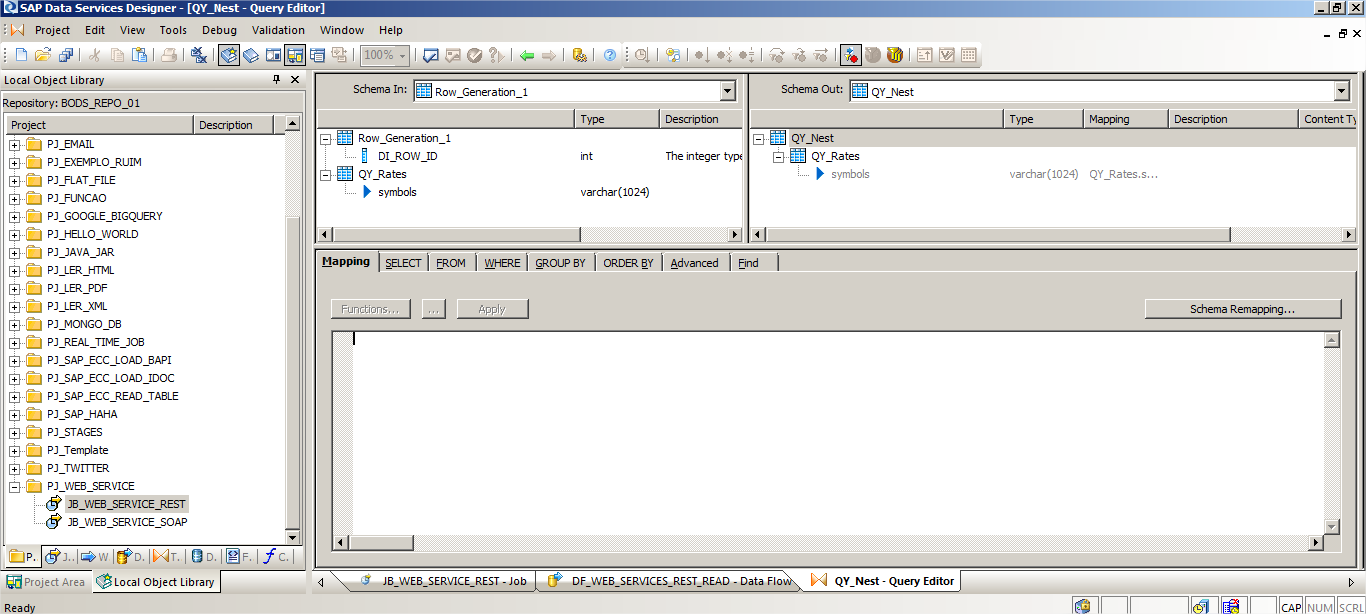 SAP Data Services Designer - [QY_Nest - Query Editor]
Project Edit View Tools Debug Validation Window Help
100%
Local Object Library
Repository: BODS_REPO_01
Project Description
PJ_EMAIL
PJ_EXEMPLO_RUIM
PJ_FLAT_FILE
PJ_FUNCAO
PJ_GOOGLE_BIGQUERY
PJ_HELLO_WORLD
PJ_JAVA_JAR
PJ_LER_HTML
PJ_LER_PDF
PJ_LER_XML
PJ_MONGO_DB
PJ_REAL_TIME_JOB
PJ_SAP_ECC_LOAD_BAPI
PJ_SAP_ECC_LOAD_IDOC
PJ_SAP_ECC_READ_TABLE
PJ_SAP_HAHA
PJ_STAGES
PJ_Template
PJ_TWITTER
PJ_WEB_SERVICE
JB_WEB_SERVICE_REST
JB_WEB_SERVICE_SOAP
P. J.. W D. T. D. F. C.
Project Area Local Object Library
Schema In: Row_Generation_1
Type Description
Row_Generation_1
DI_ROW_ID int The integer type
QY_Rates
symbols varchar(1024)
Schema Out: QY_Nest
Type Mapping Description Content Ty
QY_Nest
QY_Rates
symbols varchar(1024) QY_Rates.s...
Mapping SELECT FROM WHERE GROUP BY ORDER BY Advanced Find
Functions... ... Apply Schema Remapping...
JB_WEB_SERVICE_REST - Job DF_WEB_SERVICES_REST_READ - Data Flow QY_Nest - Query Editor
Ready CAP NUM SCRL